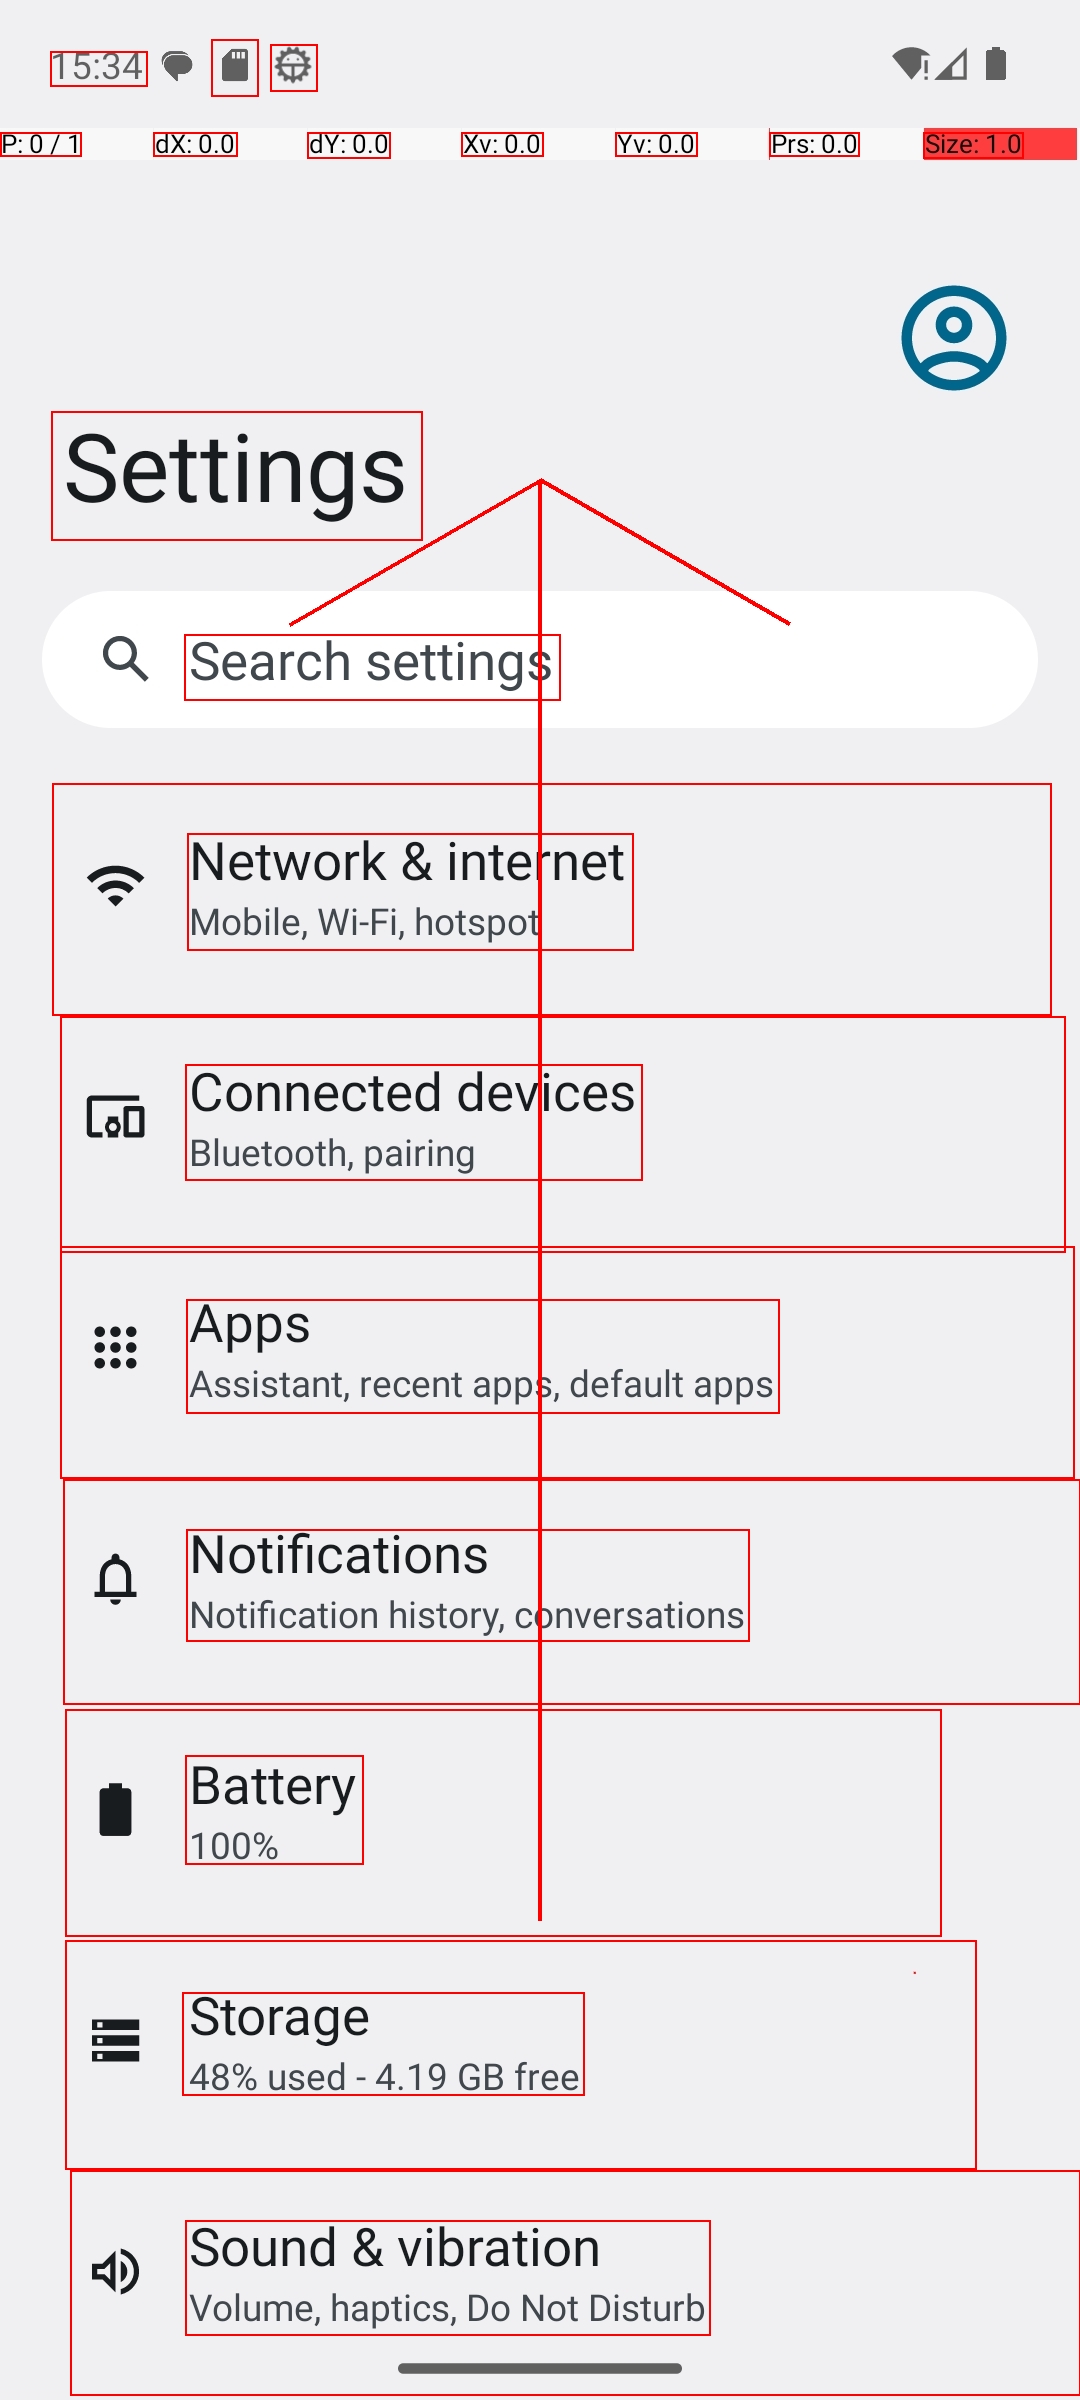 15:34
P: 0 / 1 dX: 0.0 dY: 0.0 Xv: 0.0 Yv: 0.0 Prs: 0.0 Size: 1.0
Settings
Search settings
Network & internet
Mobile, Wi-Fi, hotspot
Connected devices
Bluetooth, pairing
Apps
Assistant, recent apps, default apps
Notifications
Notification history, conversations
Battery
100%
Storage
48% used - 4.19 GB free
Sound & vibration
Volume, haptics, Do Not Disturb